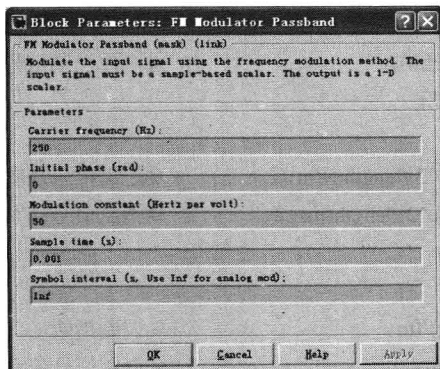 Block Parameters: FM Modulator Passband
FM Modulator Passband (mask) (link)
Modulate the input signal using the frequency modulation method. The
input signal must be a sample-based scalar. The output is a 1-D
scalar.
Parameters
Carrier frequency (Hz):
250
Initial phase (rad):
0
Modulation constant (Hertz per volt):
50
Sample time (s):
0.001
Symbol interval (s, Use Inf for analog mod):
Inf
OK Cancel Help Apply